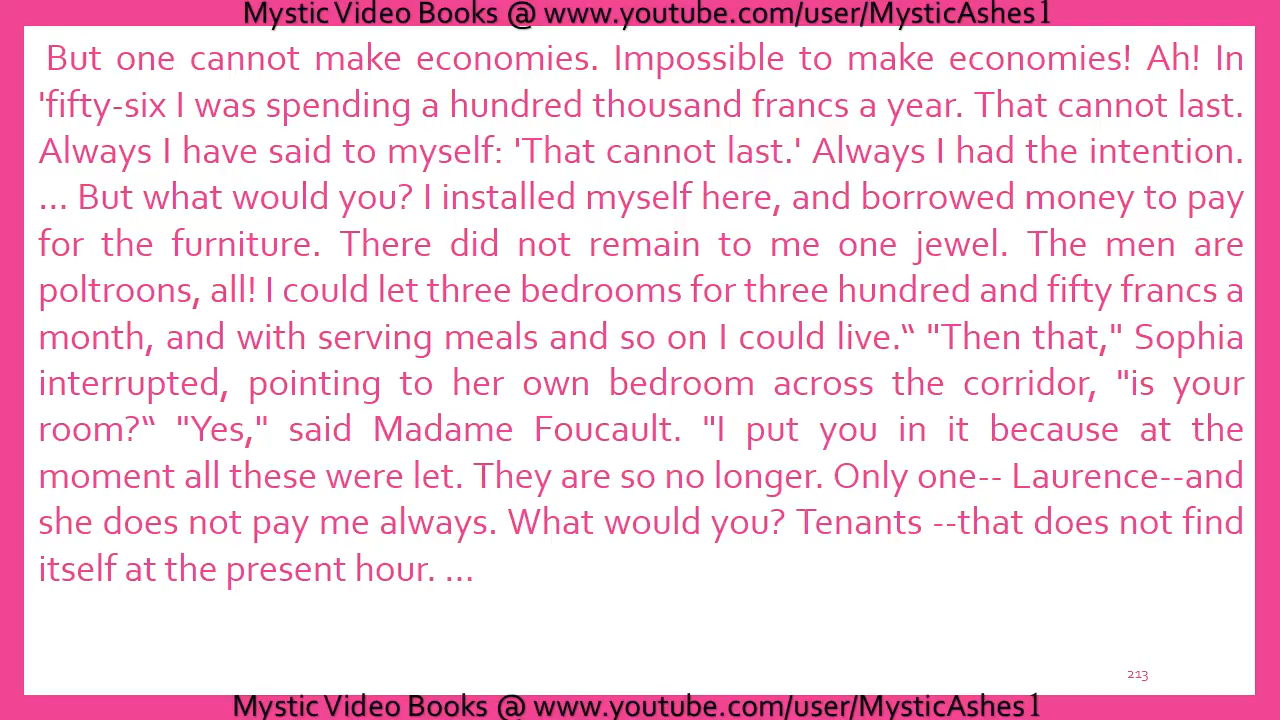 Mystic Video Books @ www.youtube.com/user/MysticAshes1
But one cannot make economies. Impossible to make economies! Ah! In
'fifty-six I was spending a hundred thousand francs a year. That cannot last.
Always I have said to myself: 'That cannot last.' Always I had the intention.
... But what would you? I installed myself here, and borrowed money to pay
for the furniture. There did not remain to me one jewel. The men are
poltroons, all! I could let three bedrooms for three hundred and fifty francs a
month, and with serving meals and so on I could live.“ "Then that," Sophia
interrupted, pointing to her own bedroom across the corridor, "is your
room?“ "Yes," said Madame Foucault. "I put you in it because at the
moment all these were let. They are so no longer. Only one-- Laurence--and
she does not pay me always. What would you? Tenants --that does not find
itself at the present hour. ...
213
Mystic Video Books @ www.youtube.com/user/MysticAshes1